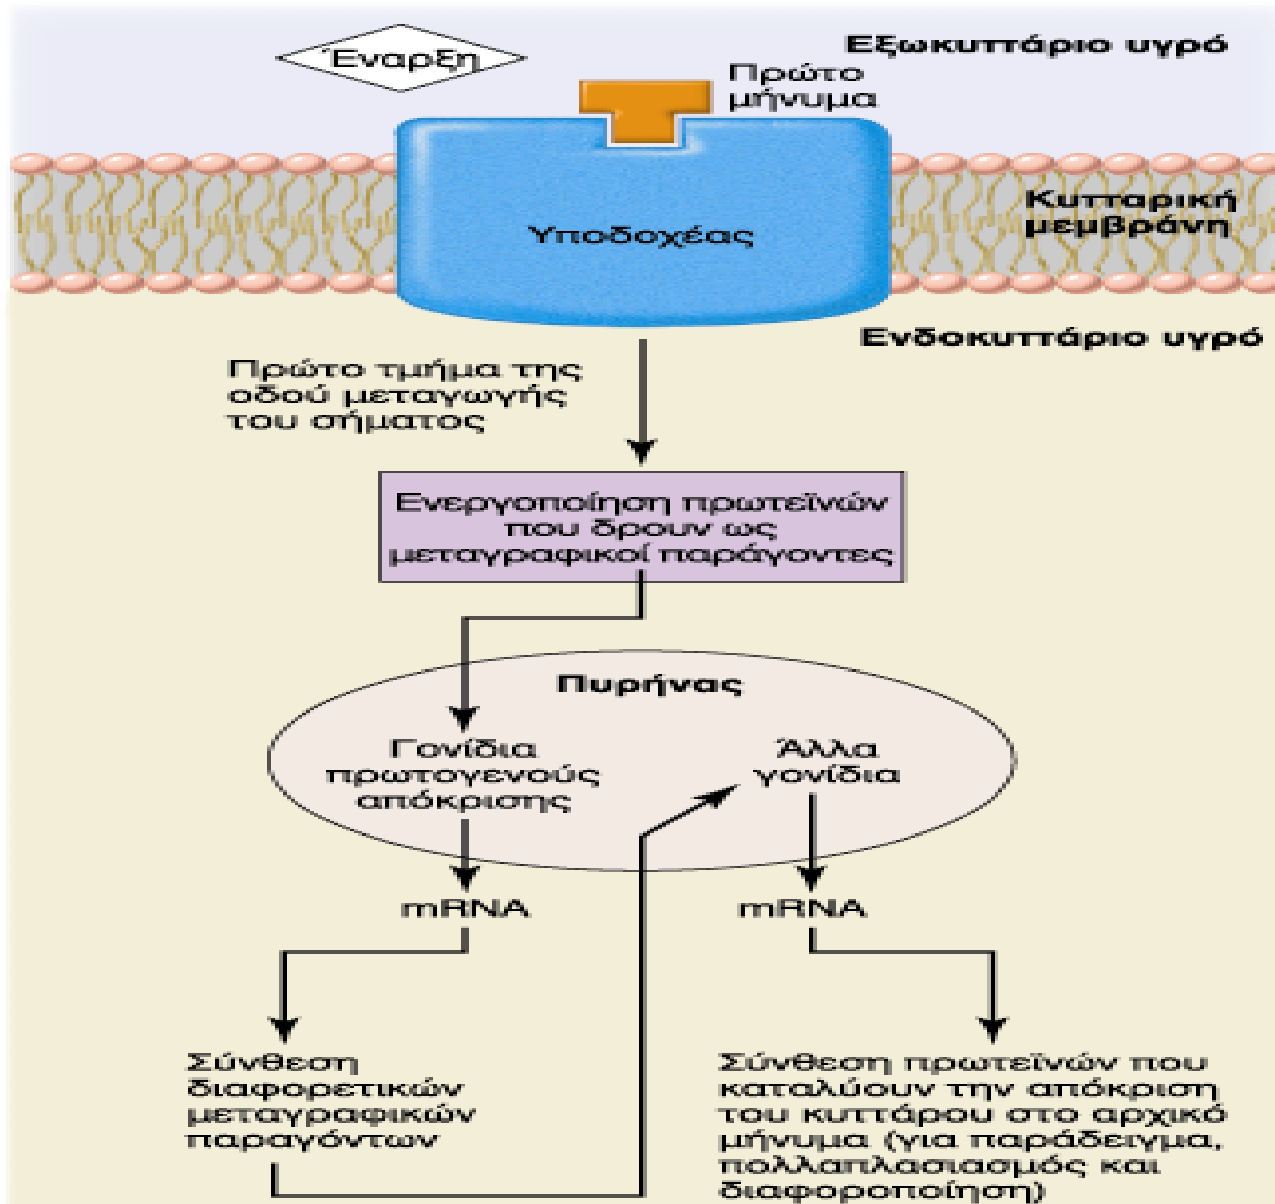 Έναρξη
Εξωκυττάριο υγρό
Πρώτο
μήνυμα
Υποδοχέας
Κυτταρική
μεμβράνη
Ενδοκυττάριο υγρό
Πρώτο τμήμα της
οδού μεταγωγής
του σήματος
Ενεργοποίηση πρωτεϊνών
που δρουν ως
μεταγραφικοί παράγοντες
Πυρήνας
Γονίδια
πρωτογενούς
απόκρισης
Άλλα
γονίδια
mRNA
mRNA
Σύνθεση
διαφορετικών
μεταγραφικών
παραγόντων
Σύνθεση πρωτεϊνών που
καταλύουν την απόκριση
του κυττάρου στο αρχικό
μήνυμα (για παράδειγμα,
πολλαπλασιασμός και
διαφοροποίηση)